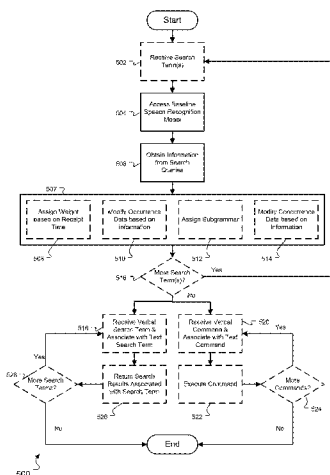 Start
502
Receive Search
Term(s)
504
Access Baseline
Speech Recognition
Model
506
Obtain Information
from Search
Queries
507
Assign Weight
based on Receipt
Time
508
Modify Occurrence
Data based on
Information
510
Assign Subgrammar
512
Modify Concurrence
Data based on
Information
514
516
More Search
Term(s)?
Yes
No
518
Receive Verbal
Search Term &
Associate with Text
Search Term
520
Receive Verbal
Command &
Associate with Text
Command
Yes
Yes
528
More Search
Terms?
Return Search
Results Associated
with Search Term
526
Execute Command
522
More
Commands?
524
No
No
End
500